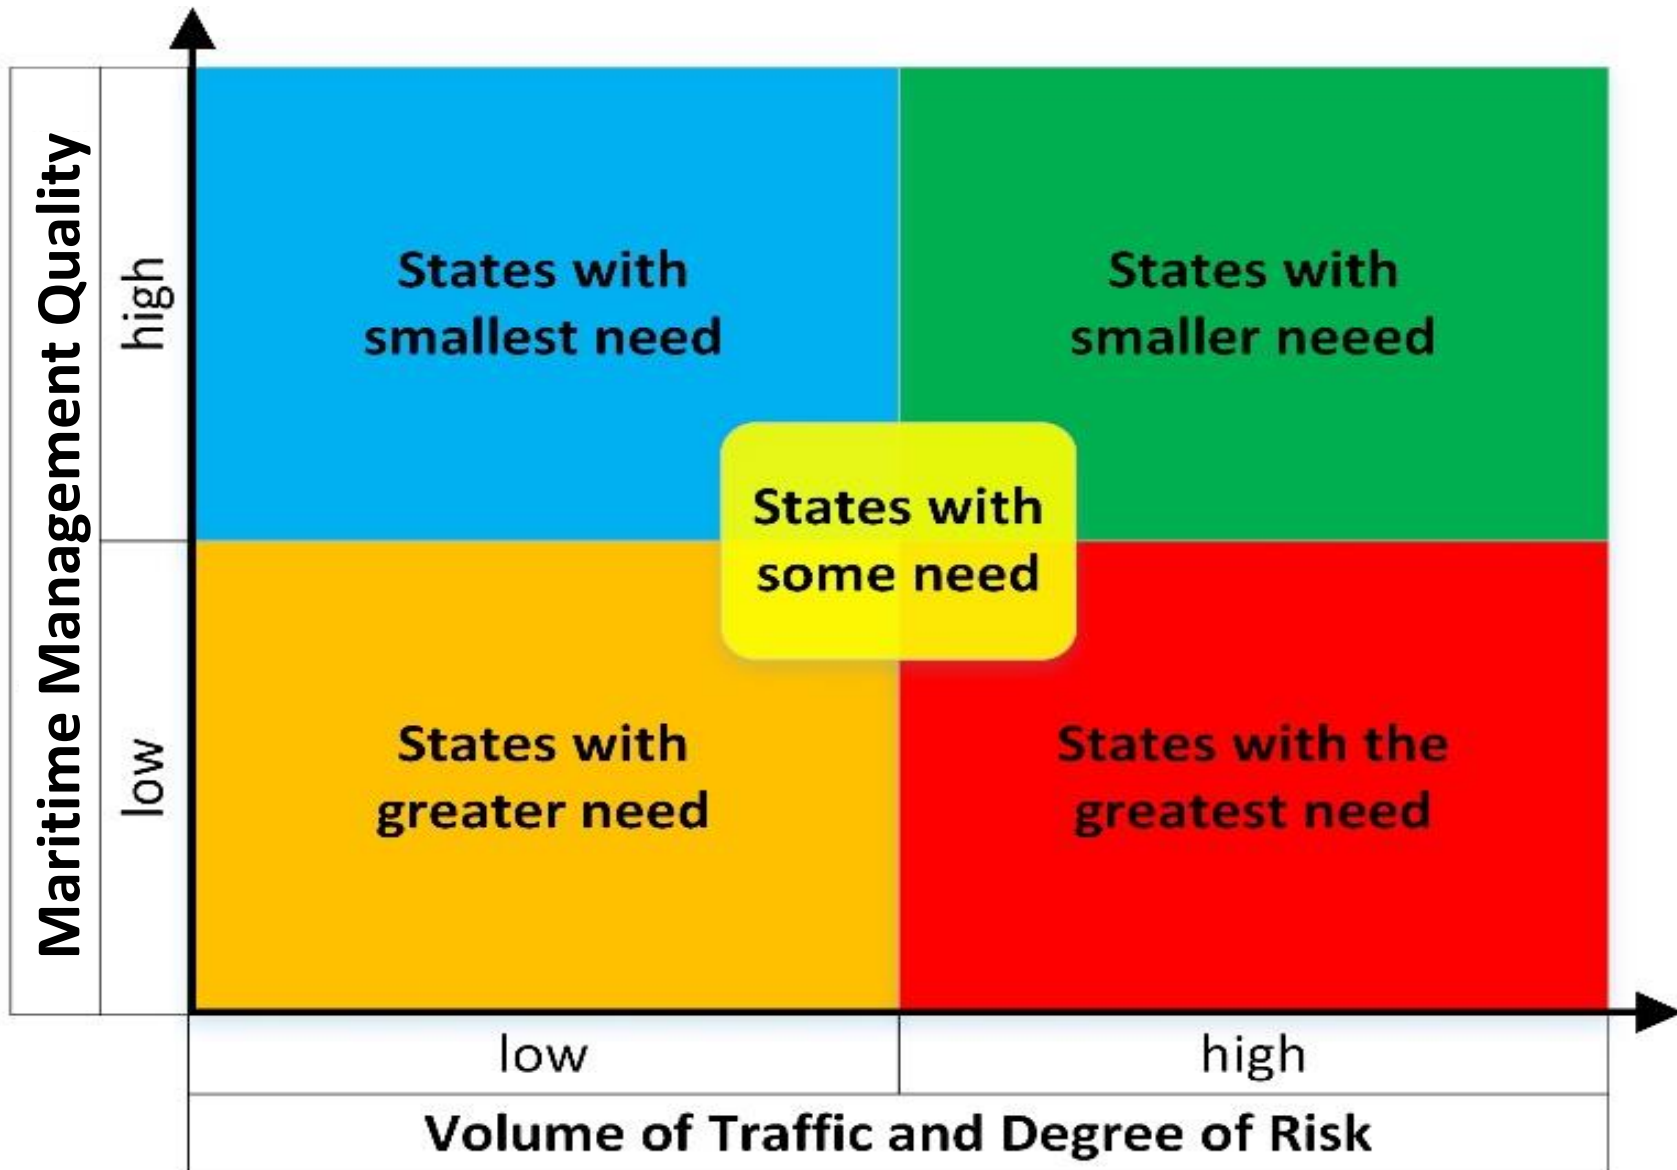 Maritime Management Quality
high
low
States with
smallest need
States with
smaller neeed
States with
some need
States with
greater need
States with the
greatest need
low
high
Volume of Traffic and Degree of Risk